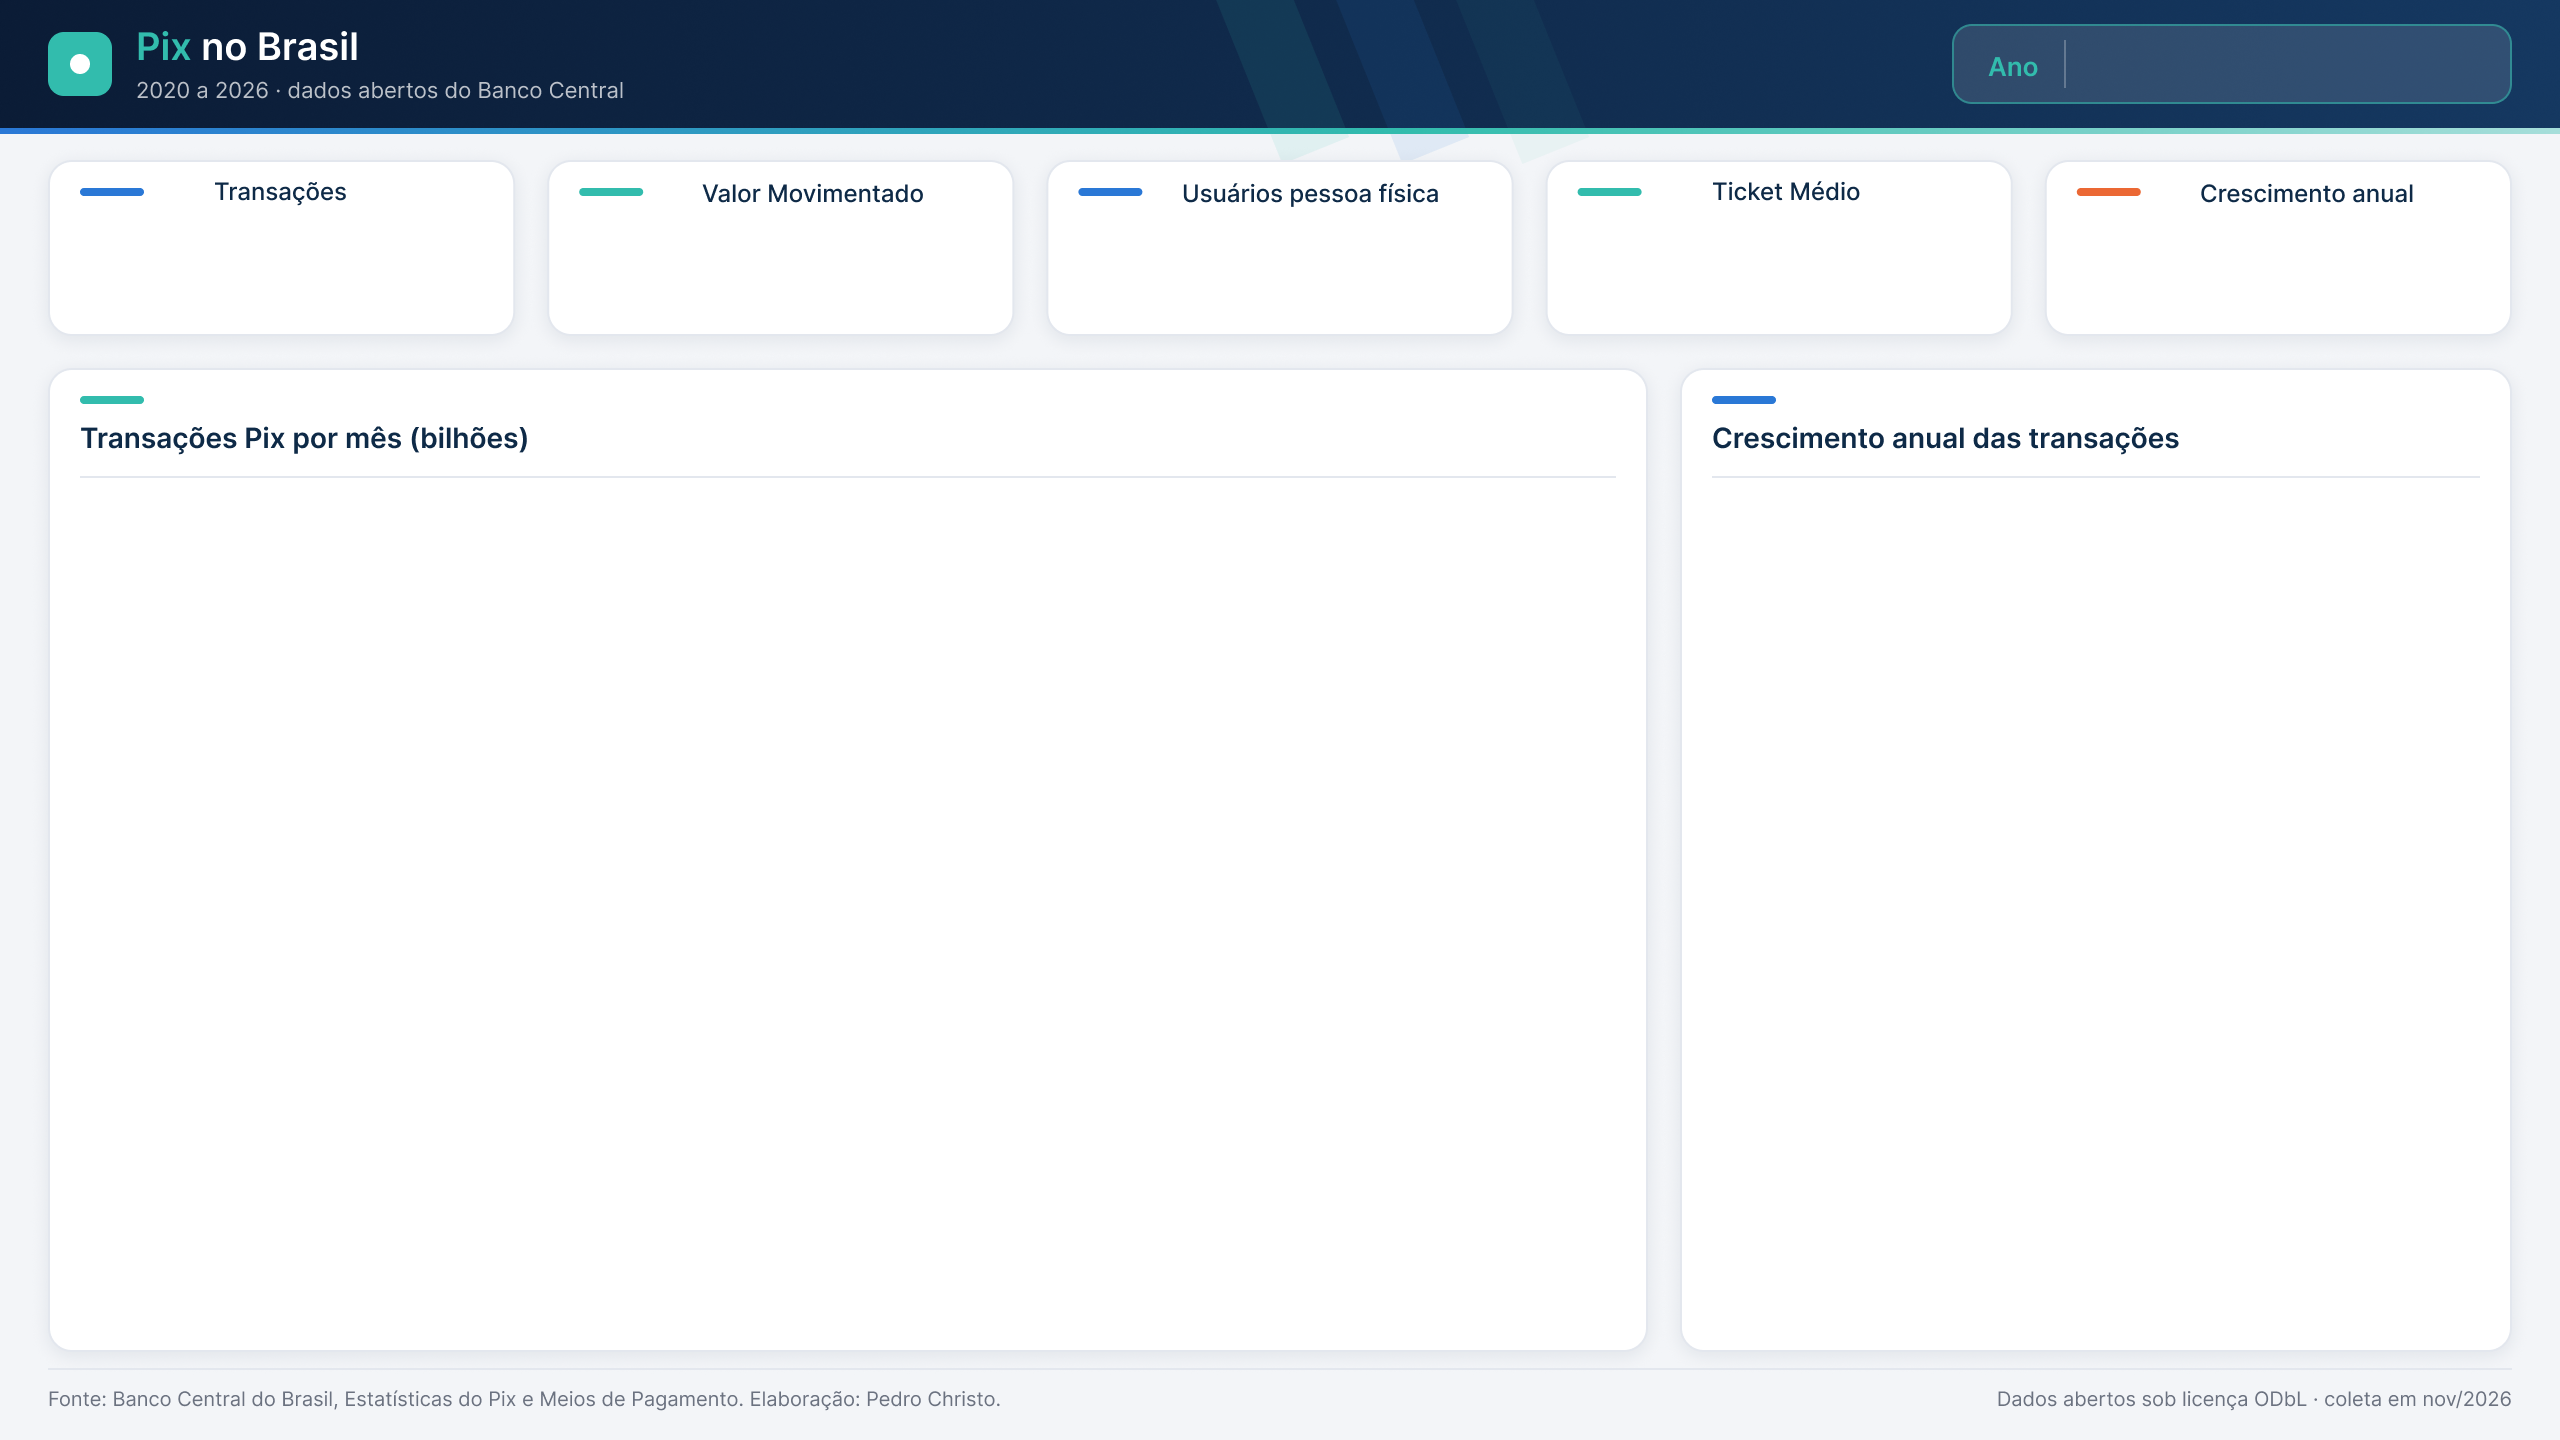 Pix no Brasil
2020 a 2026 · dados abertos do Banco Central
Ano
Transações
Valor Movimentado
Usuários pessoa física
Ticket Médio
Crescimento anual
Transações Pix por mês (bilhões)
Crescimento anual das transações
Fonte: Banco Central do Brasil, Estatísticas do Pix e Meios de Pagamento. Elaboração: Pedro Christo.
Dados abertos sob licença ODbL · coleta em nov/2026